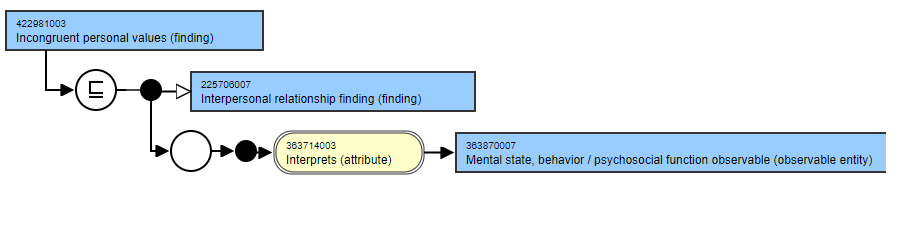 422981003
Incongruent personal values (finding)
⊑
225706007
Interpersonal relationship finding (finding)
363714003
Interprets (attribute)
363870007
Mental state, behavior / psychosocial function observable (observable entity)